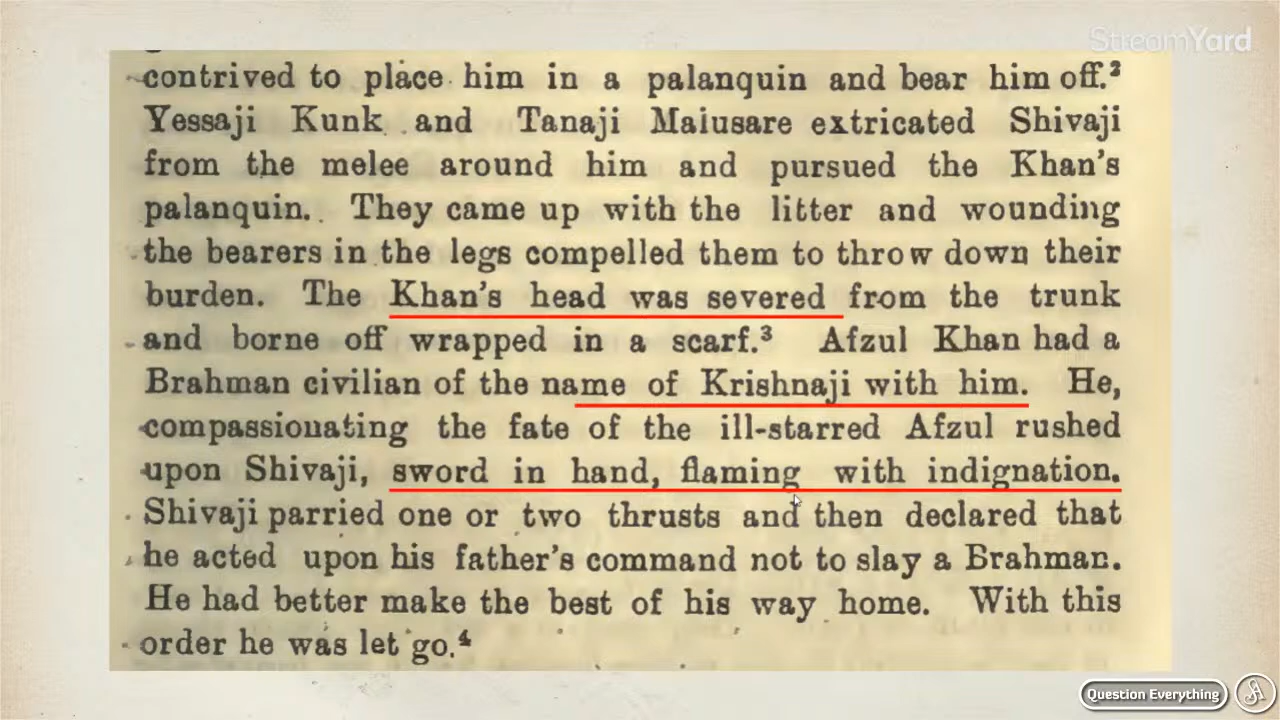 StreamYard
contrived to place him in a palanquin and bear him off.²
Yessaji Kunk and Tanaji Malusare extricated Shivaji
from the melee around him and pursued the Khan's
palanquin. They came up with the litter and wounding
the bearers in the legs compelled them to throw down their
burden. The Khan's head was severed from the trunk
and borne off wrapped in a scarf.³ Afzul Khan had a
Brahman civilian of the name of Krishnaji with him. He,
compassionating the fate of the ill-starred Afzul rushed
upon Shivaji, sword in hand, flaming with indignation.
Shivaji parried one or two thrusts and then declared that
he acted upon his father's command not to slay a Brahman.
He had better make the best of his way home. With this
order he was let go.⁴
Question Everything